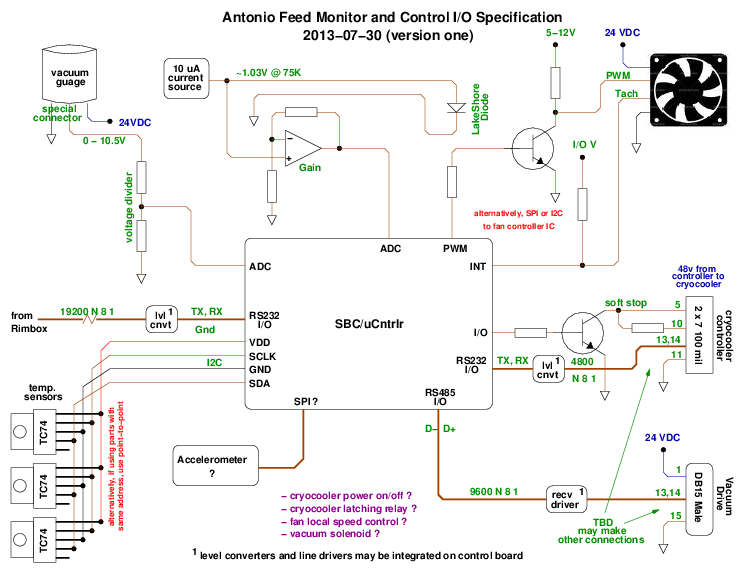 Antonio Feed Monitor and Control I/O Specification
2013-07-30 (version one)
vacuum
guage
special
connector
24VDC
0 - 10.5V
voltage divider
10 uA
current
source
~1.03V @ 75K
LakeShore
Diode
Gain
5-12V
24 VDC
PWM
Tach
I/O V
alternatively, SPI or I2C
to fan controller IC
ADC
PWM
ADC
INT
SBC/uCntrlr
from
Rimbox
19200 N 8 1
lvl 1
cnvt
TX, RX
Gnd
RS232
I/O
VDD
SCLK
GND
SDA
I2C
I/O
RS232
I/O
RS485
I/O
SPI ?
soft stop
48v from
controller to
cryocooler
5
10
13,14
11
2 x 7 100 mil
cryocooler
controller
TX, RX
lvl 1
cnvt
4800
N 8 1
temp.
sensors
TC74
TC74
TC74
alternatively, if using parts with
same address, use point-to-point
Accelerometer
?
D- D+
9600 N 8 1
recv 1
driver
24 VDC
1
13,14
15
DB15 Male
Vacuum
Drive
TBD
may make
other connections
- cryocooler power on/off ?
- cryocooler latching relay ?
- fan local speed control ?
- vacuum solenoid ?
1 level converters and line drivers may be integrated on control board